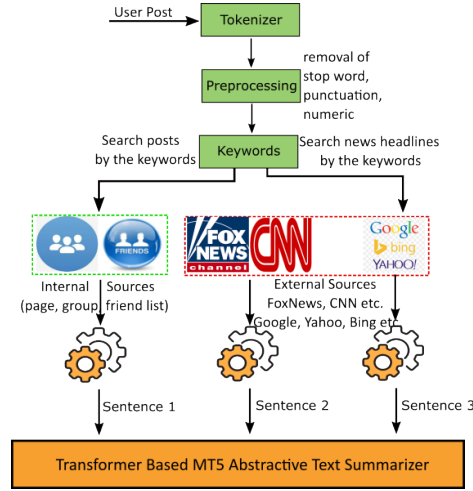 User Post
Tokenizer
removal of
stop word,
punctuation,
numeric
Preprocessing
Search posts
by the keywords
Keywords
Search news headlines
by the keywords
FRIENDS
FOX
NEWS
channel
CNN
Google
bing
YAHOO!
Internal Sources
(page, group friend list)
External Sources
FoxNews, CNN etc.
Google, Yahoo, Bing etc
Sentence 1
Sentence 2
Sentence 3
Transformer Based MT5 Abstractive Text Summarizer